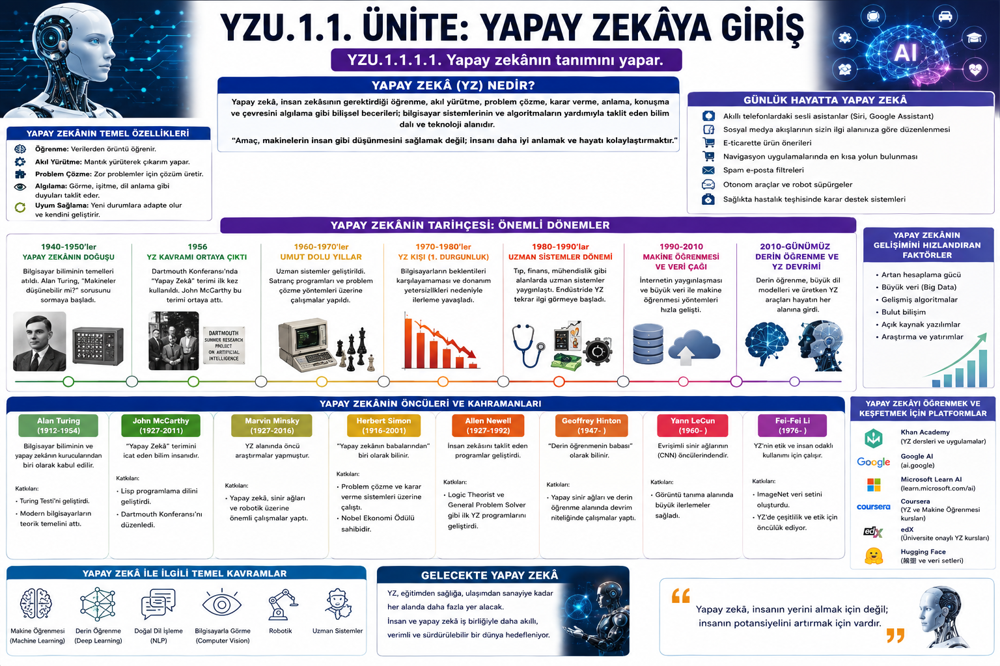 YZU.1.1. ÜNİTE: YAPAY ZEKÂYA GİRİŞ
YZU.1.1.1.1. Yapay zekânın tanımını yapar.
AI
YAPAY ZEKÂ (YZ) NEDİR?
Yapay zekâ, insan zekâsının gerektirdiği öğrenme, akıl yürütme, problem çözme, karar verme, anlama, konuşma
ve çevresini algılama gibi bilişsel becerileri; bilgisayar sistemlerinin ve algoritmaların yardımıyla taklit eden bilim
dalı ve teknoloji alanıdır.
"Amaç, makinelerin insan gibi düşünmesini sağlamak değil; insanı daha iyi anlamak ve hayatı kolaylaştırmaktır."
YAPAY ZEKÂNIN TEMEL ÖZELLİKLERİ
Öğrenme: Verilerden örüntü öğrenir.
Akıl Yürütme: Mantık yürüterek çıkarım yapar.
Problem Çözme: Zor problemler için çözüm üretir.
Algılama: Görme, işitme, dil anlama gibi
duyuları taklit eder.
Uyum Sağlama: Yeni durumlara adapte olur
ve kendini geliştirir.
GÜNLÜK HAYATTA YAPAY ZEKÂ
Akıllı telefonlardaki sesli asistanlar (Siri, Google Assistant)
Sosyal medya akışlarının sizin ilgi alanınıza göre düzenlenmesi
E-ticarette ürün önerileri
Navigasyon uygulamalarında en kısa yolun bulunması
Spam e-posta filtreleri
Otonom araçlar ve robot süpürgeler
Sağlıkta hastalık teşhisinde karar destek sistemleri
YAPAY ZEKÂNİN TARİHÇESİ: ÖNEMLİ DÖNEMLER
1940-1950'ler
YAPAY ZEKÂNIN DOĞUŞU
Bilgisayar biliminin temelleri
atıldı. Alan Turing, "Makineler
düşünebilir mi?" sorusunu
sormaya başladı.
1956
YZ KAVRAMI ORTAYA ÇIKTI
Dartmouth Konferansı'nda
"Yapay Zekâ" terimi ilk kez
kullanıldı. John McCarthy bu
terimi ortaya attı.
DARTMOUTH
SUMMER RESEARCH
PROJECT
ON ARTIFICIAL
INTELLIGENCE
1960-1970'ler
UMUT DOLU YILLAR
Uzman sistemler geliştirildi.
Satranç programları ve problem
çözme yöntemleri üzerine
çalışmalar yapıldı.
1970-1980'ler
YZ KIŞI (1. DURGUNLUK)
Bilgisayarların beklentileri
karşılayamaması ve donanım
yetersizlikleri nedeniyle
ilerleme yavaşladı.
1980-1990'lar
UZMAN SİSTEMLER DÖNEMİ
Tıp, finans, mühendislik gibi
alanlarda uzman sistemler
yaygınlaştı. Endüstride YZ
tekrar ilgi görmeye başladı.
1990-2010
MAKİNE ÖĞRENMESİ
VE VERİ ÇAĞI
İnternetin yaygınlaşması
ve büyük veri ile makine
öğrenmesi yöntemleri
hızla gelişti.
2010-GÜNÜMÜZ
DERİN ÖĞRENME VE
YZ DEVRİMİ
Derin öğrenme, büyük dil
modelleri ve üretken YZ
araçları hayatın her
alanına girdi.
YAPAY ZEKÂNIN
GELİŞİMİNİ HIZLANDIRAN
FAKTÖRLER
• Artan hesaplama gücü
• Büyük veri (Big Data)
• Gelişmiş algoritmalar
• Bulut bilişim
• Açık kaynak yazılımlar
• Araştırma ve yatırımlar
YAPAY ZEKÂNİN ÖNCÜLERİ VE KAHRAMANLARI
Alan Turing
(1912-1954)
Bilgisayar biliminin ve
yapay zekânın kurucularından
biri olarak kabul edilir.
Katkıları:
• Turing Testi'ni geliştirdi.
• Modern bilgisayarların
teorik temelini attı.
John McCarthy
(1927-2011)
"Yapay Zekâ" terimini
icat eden bilim insanıdır.
Katkıları:
• Lisp programlama dilini
geliştirdi.
• Dartmouth Konferansı'nı
düzenledi.
Marvin Minsky
(1927-2016)
YZ alanında öncü
araştırmalar yapmıştur.
Katkıları:
• Yapay zekâ, sinir ağları
ve robotik üzerine
önemli çalışmalar yaptı.
Herbert Simon
(1916-2001)
"Yapay zekânın babalarından"
biri olarak bilinir.
Katkıları:
• Problem çözme ve karar
verme sistemleri üzerine
çalıştı.
• Nobel Ekonomi Ödülü
sahibidir.
Allen Newell
(1927-1992)
İnsan zekâsını taklit eden
programlar geliştirdi.
Katkıları:
• Logic Theorist ve
General Problem Solver
gibi ilk YZ programlarını
geliştirdi.
Geoffrey Hinton
(1947- )
"Derin öğrenmenin babası"
olarak bilinir.
Katkıları:
• Yapay sinir ağları ve derin
öğrenme alanında devrim
niteliğinde çalışmalar yaptı.
Yann LeCun
(1960- )
Evrişimli sinir ağlarının
(CNN) öncülerindendir.
Katkıları:
• Görüntü tanıma alanında
büyük ilerlemeler
sağladı.
Fei-Fei Li
(1976- )
YZ'nin etik ve insan odaklı
kullanımı için çalışır.
Katkıları:
• ImageNet veri setini
oluşturdu.
• YZ'de çeşitlilik ve etik için
öncülük ediyor.
YAPAY ZEKÂYI ÖĞRENMEK VE
KEŞFETMEK İÇİN PLATFORMLAR
Khan Academy
(YZ dersleri ve uygulamalar)
Google
Google AI
(ai.google)
Microsoft Learn AI
(learn.microsoft.com/ai)
coursera
Coursera
(YZ ve Makine Öğrenmesi
kursları)
edX
edX
(Üniversite onaylı YZ kursları)
Hugging Face
ve veri setleri)
YAPAY ZEKÂ İLE İLGİLİ TEMEL KAVRAMLAR
Makine Öğrenmesi
(Machine Learning)
Derin Öğrenme
(Deep Learning)
Doğal Dil İşleme
(NLP)
Bilgisayarla Görme
(Computer Vision)
Robotik
Uzman Sistemler
GELECEKTE YAPAY ZEKÂ
YZ, eğitimden sağlığa, ulaşımdan sanayiye kadar
her alanda daha fazla yer alacak.
İnsan ve yapay zekâ iş birliğiyle daha akıllı,
verimli ve sürdürülebilir bir dünya hedefleniyor.
“Yapay zekâ, insanın yerini almak için değil;
insanın potansiyelini artırmak için vardır.”